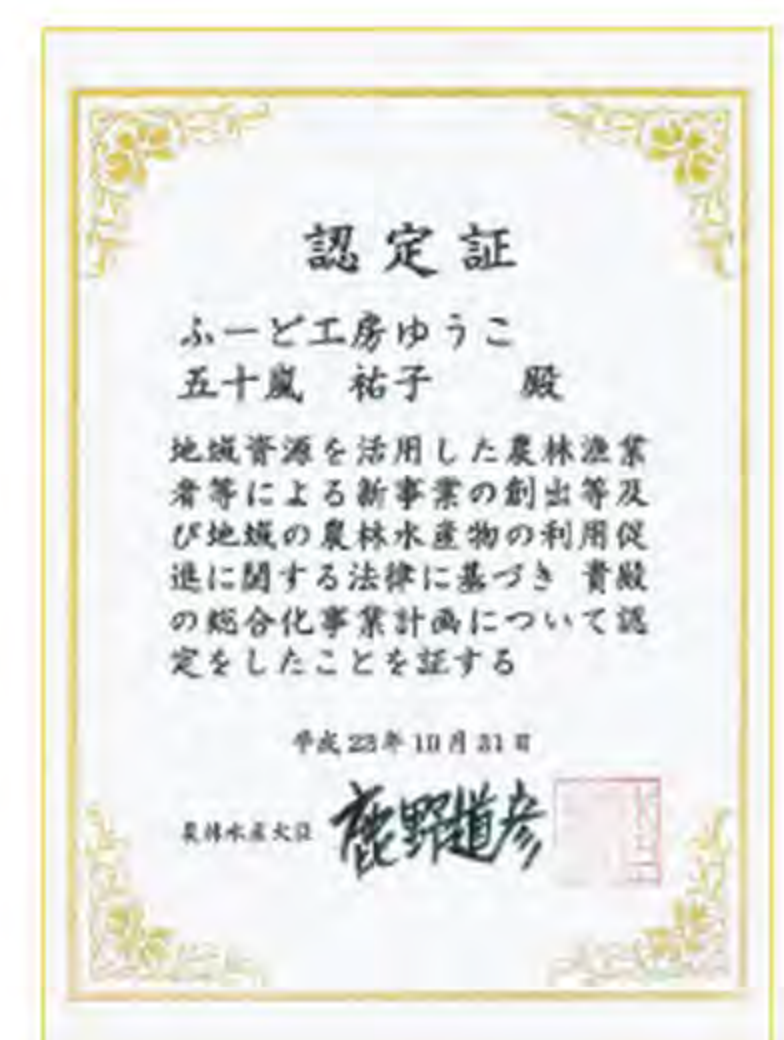 認定証
ふーど工房ゆうこ
五十嵐 祐子 殿
地域資源を活用した農林漁業
者等による新事業の創出等及
び地域の農林水産物の利用促
進に関する法律に基づき 貴殿
の総合化事業計画について認
定をしたことを証する
平成23年10月31日
農林水産大臣 鹿野道彦